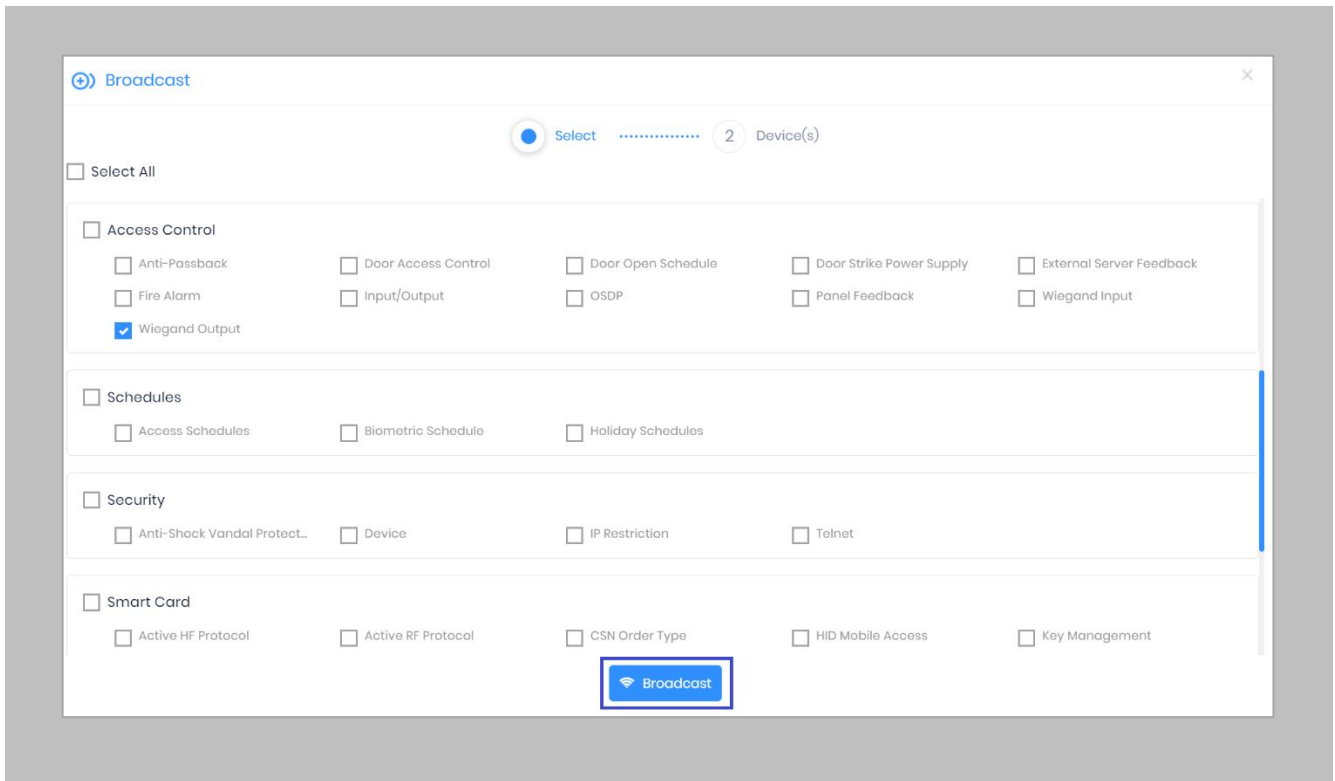 Broadcast
Select 2 Device(s)
Select All
Access Control
Anti-Passback Door Access Control Door Open Schedule Door Strike Power Supply External Server Feedback
Fire Alarm Input/Output OSDP Panel Feedback Wiegand Input
Wiegand Output
Schedules
Access Schedules Biometric Schedule Holiday Schedules
Security
Anti-Shock Vandal Protect... Device IP Restriction Telnet
Smart Card
Active HF Protocol Active RF Protocol CSN Order Type HID Mobile Access Key Management
Broadcast